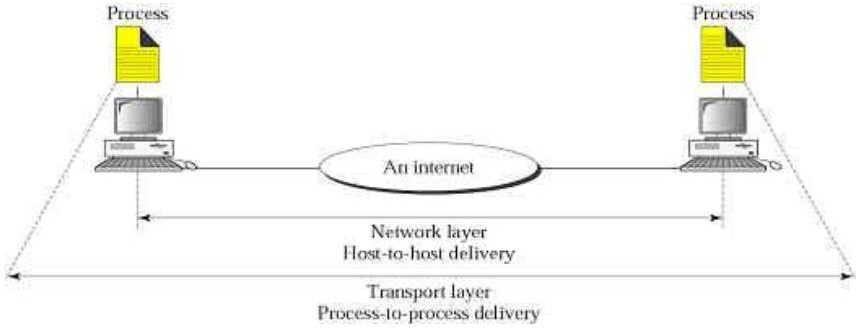 Process
Process
An internet
Network layer
Host-to-host delivery
Transport layer
Process-to-process delivery